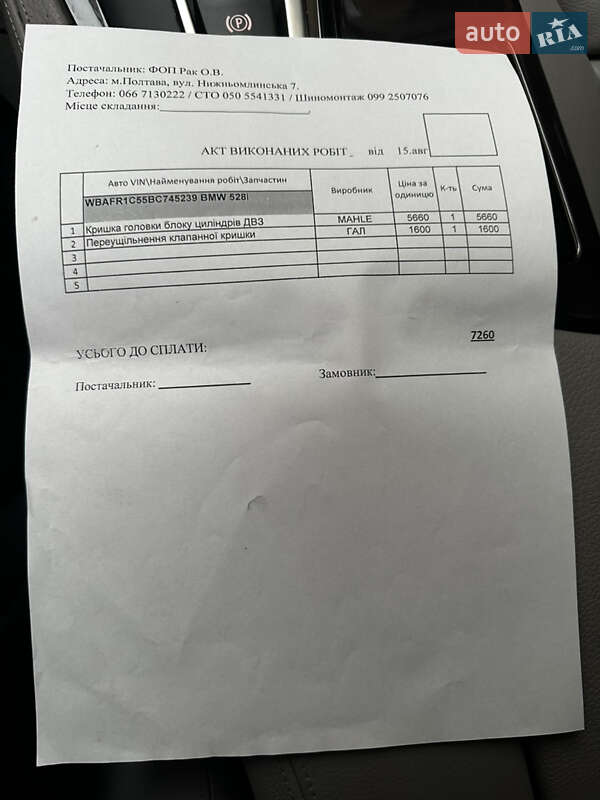 auto RIA.com
Постачальник: ФОП Рак О.В.
Адреса: м.Полтава, вул. Нижньомлинська 7.
Телефон: 066 7130222 / СТО 050 5541331 / Шиномонтаж 099 2507076
Місце складання:
АКТ ВИКОНАНИХ РОБІТ_ від 15.авг
Авто VIN\Найменування робіт\Запчастин Виробник Ціна за одиницю К-ть Сума
WBAFR1C55BC745239 BMW 528i
1 Кришка головки блоку циліндрів ДВЗ MAHLE 5660 1 5660
2 Переущільнення клапанної кришки ГАЛ 1600 1 1600
3
4
5
7260
УСЬОГО ДО СПЛАТИ:
Постачальник: Замовник: